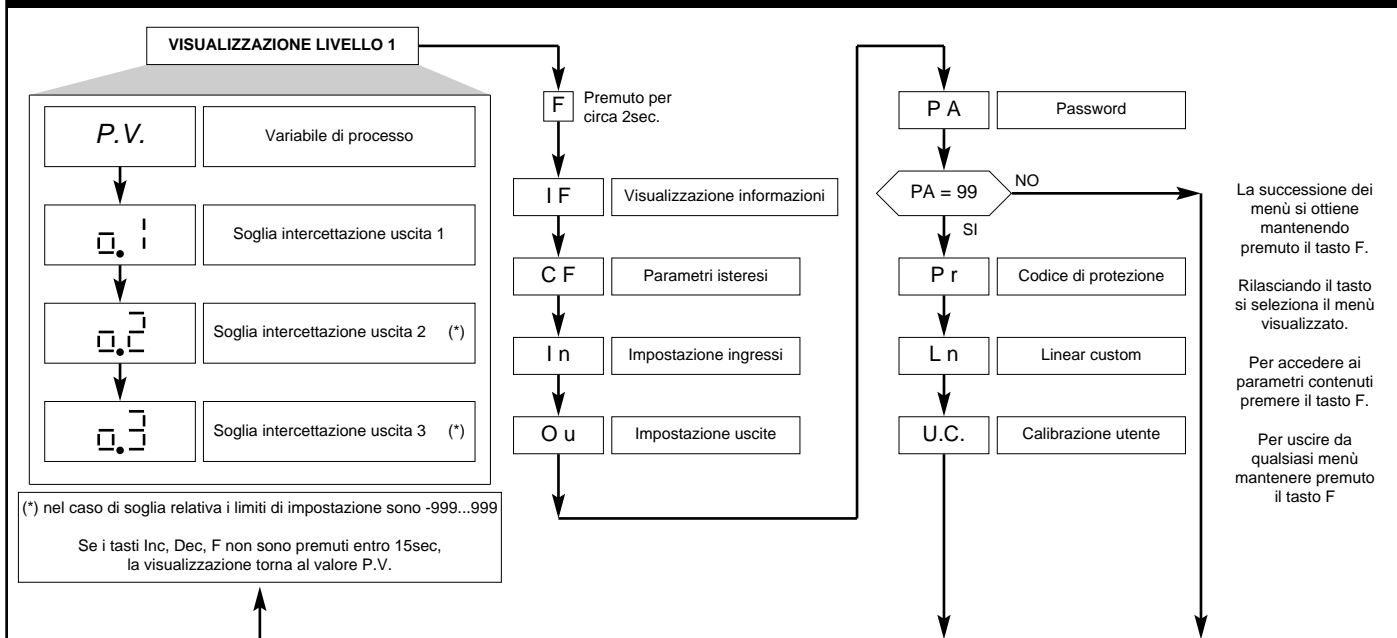 VISUALIZZAZIONE LIVELLO 1
P.V.
Variabile di processo
o.1
Soglia intercettazione uscita 1
o.2
Soglia intercettazione uscita 2 (*)
o.3
Soglia intercettazione uscita 3 (*)
(*) nel caso di soglia relativa i limiti di impostazione sono -999...999
Se i tasti Inc, Dec, F non sono premuti entro 15sec,
la visualizzazione torna al valore P.V.
F
Premuto per
circa 2sec.
I F
Visualizzazione informazioni
C F
Parametri isteresi
I n
Impostazione ingressi
O u
Impostazione uscite
P A
Password
PA = 99
NO
SI
P r
Codice di protezione
L n
Linear custom
U.C.
Calibrazione utente
La successione dei
menù si ottiene
mantenendo
premuto il tasto F.
Rilasciando il tasto
si seleziona il menù
visualizzato.
Per accedere ai
parametri contenuti
premere il tasto F.
Per uscire da
qualsiasi menù
mantenere premuto
il tasto F